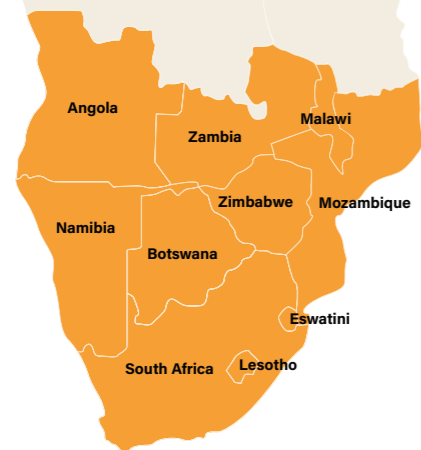 Angola
Malawi
Zambia
Zimbabwe
Mozambique
Namibia
Botswana
Eswatini
Lesotho
South Africa